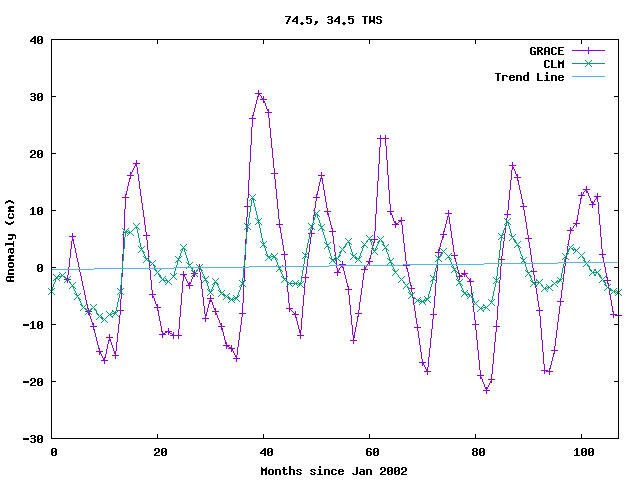 74.5, 34.5 TWS
GRACE
CLM
Trend Line
40
30
20
10
0
-10
-20
-30
Anomaly (cm)
0 20 40 60 80 100
Months since Jan 2002